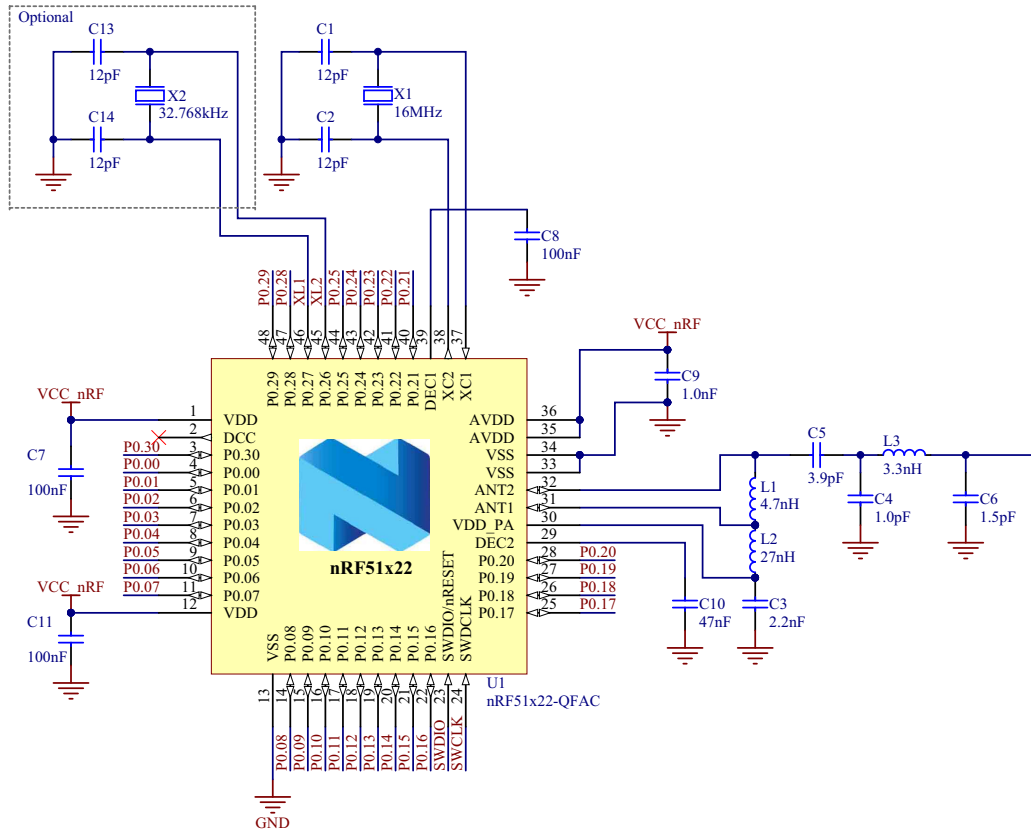 Optional
C13
12pF
X2
32.768kHz
C14
12pF
C1
12pF
X1
16MHz
C2
12pF
C8
100nF
P0.29
P0.28
XL1
XL2
P0.25
P0.24
P0.23
P0.22
P0.21
48
47
46
45
44
43
42
41
40
39
38
37
P0.29
P0.28
P0.27
P0.26
P0.25
P0.24
P0.23
P0.22
P0.21
DEC1
XC2
XC1
VCC_nRF
C7
100nF
VCC_nRF
C11
100nF
1 VDD
2 DCC
P0.30 3 P0.30
P0.00 4 P0.00
P0.01 5 P0.01
P0.02 6 P0.02
P0.03 7 P0.03
P0.04 8 P0.04
P0.05 9 P0.05
P0.06 10 P0.06
P0.07 11 P0.07
12 VDD
nRF51x22
AVDD 36
AVDD 35
VSS 34
VSS 33
ANT2 32
ANT1 31
VDD_PA 30
DEC2 29
P0.20 28 P0.20
P0.19 27 P0.19
P0.18 26 P0.18
P0.17 25 P0.17
VCC_nRF
C9
1.0nF
C5
3.9pF
L3
3.3nH
L1
4.7nH
L2
27nH
C4
1.0pF
C6
1.5pF
C10
47nF
C3
2.2nF
VSS
P0.08
P0.09
P0.10
P0.11
P0.12
P0.13
P0.14
P0.15
P0.16
SWDIO/nRESET
SWDCLK
U1
nRF51x22-QFAC
13
14
15
16
17
18
19
20
21
22
23
24
P0.08
P0.09
P0.10
P0.11
P0.12
P0.13
P0.14
P0.15
P0.16
SWDIO
SWCLK
GND